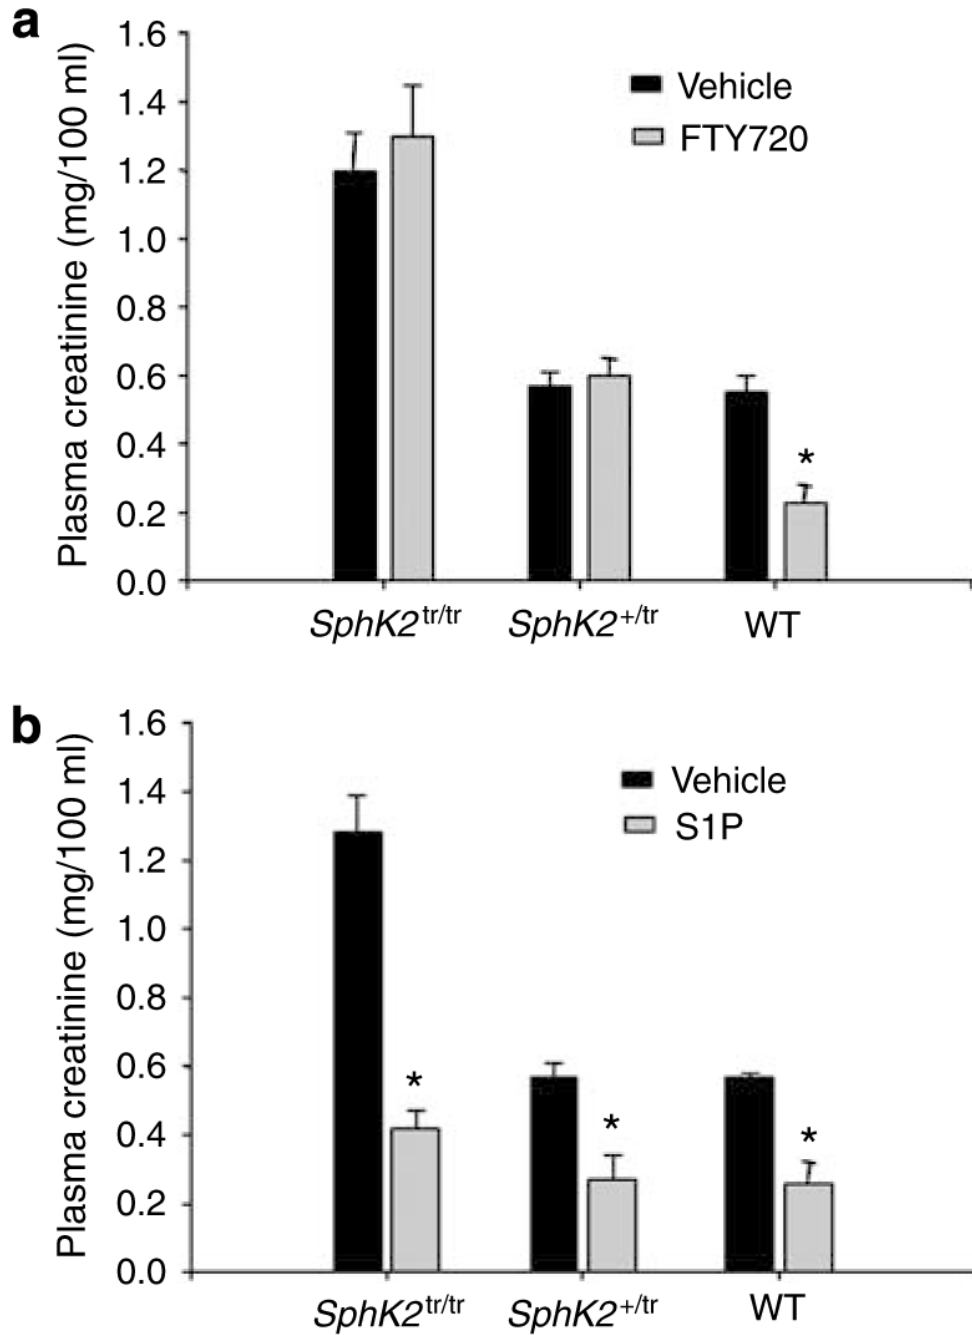 a
Plasma creatinine (mg/100 ml)
1.6
1.4
1.2
1.0
0.8
0.6
0.4
0.2
0.0
Vehicle
FTY720
*
SphK2tr/tr
SphK2+/tr
WT
b
Plasma creatinine (mg/100 ml)
1.6
1.4
1.2
1.0
0.8
0.6
0.4
0.2
0.0
Vehicle
S1P
*
*
*
SphK2tr/tr
SphK2+/tr
WT